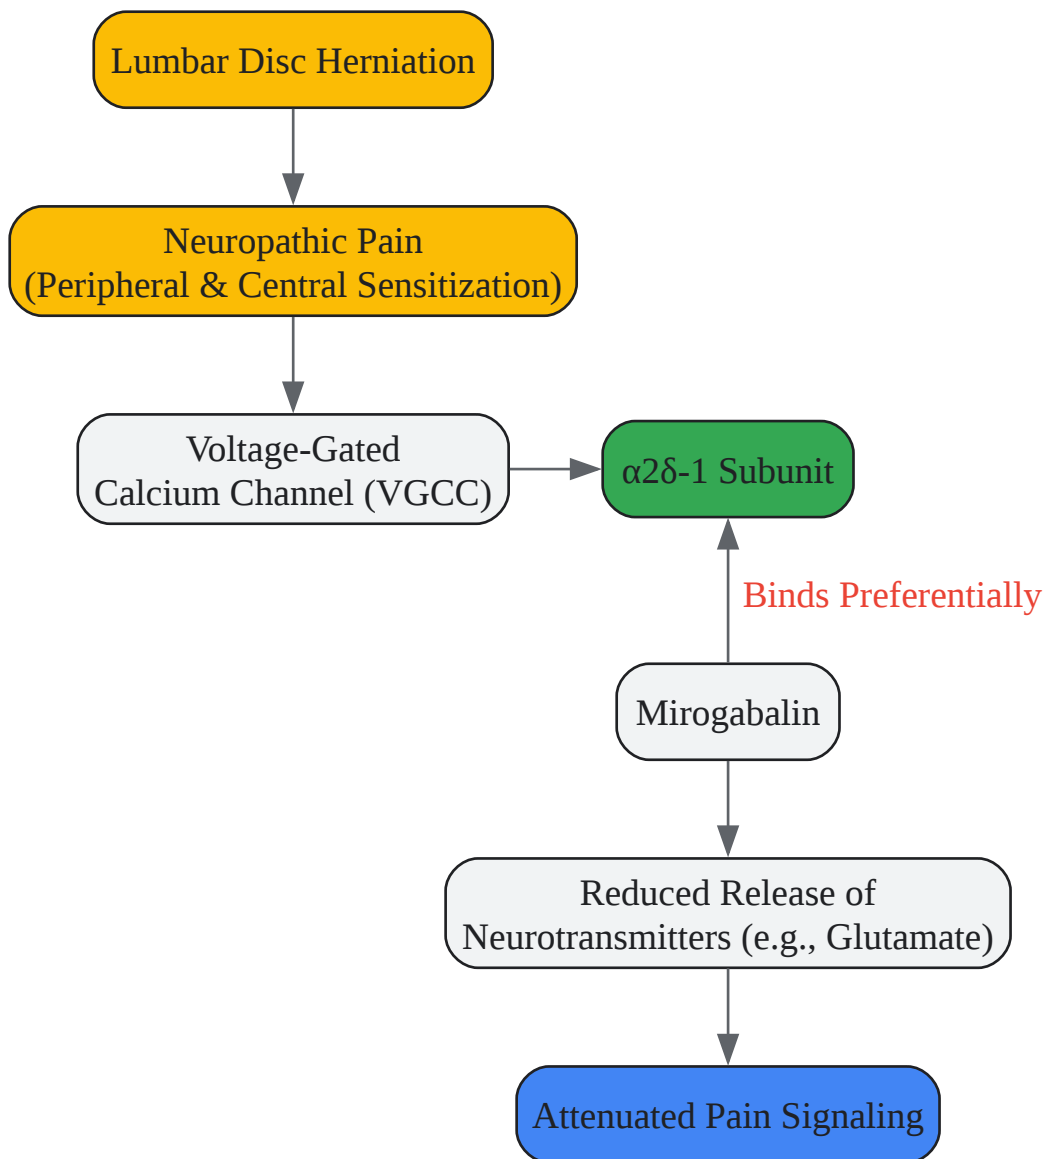 Lumbar Disc Herniation
Neuropathic Pain
(Peripheral & Central Sensitization)
Voltage-Gated
Calcium Channel (VGCC)
α2δ-1 Subunit
Binds Preferentially
Mirogabalin
Reduced Release of
Neurotransmitters (e.g., Glutamate)
Attenuated Pain Signaling